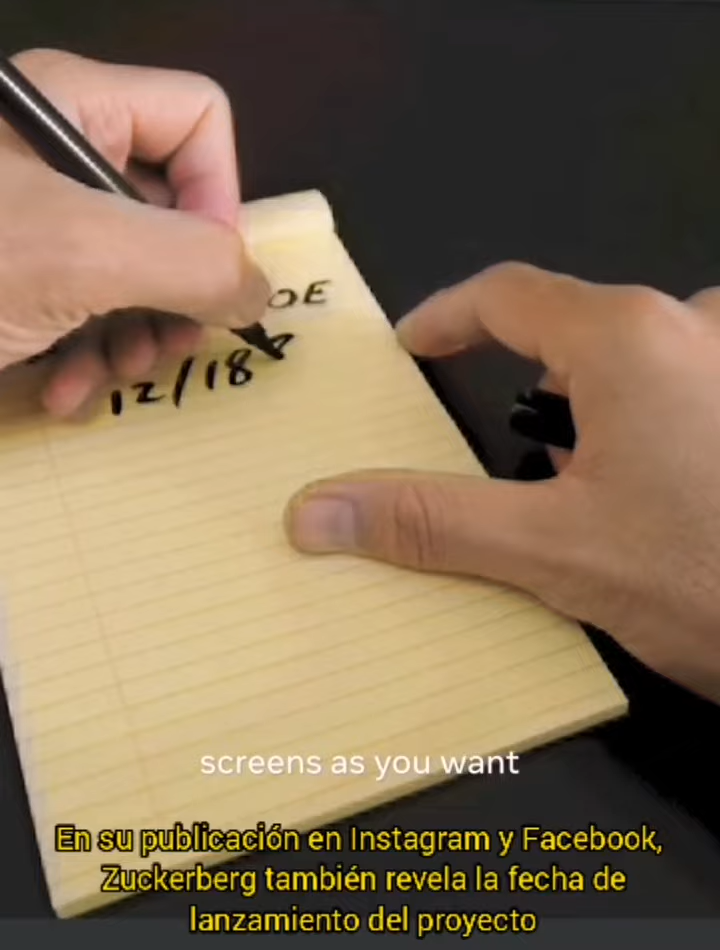 OE
12/18
screens as you want
En su publicación en Instagram y Facebook,
Zuckerberg también revela la fecha de
lanzamiento del proyecto